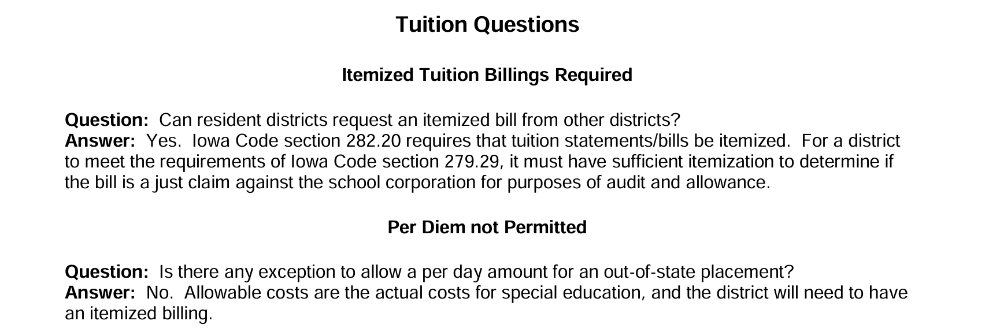 Tuition Questions
Itemized Tuition Billings Required
Question:  Can resident districts request an itemized bill from other districts?
Answer:  Yes.  Iowa Code section 282.20 requires that tuition statements/bills be itemized.  For a district
to meet the requirements of Iowa Code section 279.29, it must have sufficient itemization to determine if
the bill is a just claim against the school corporation for purposes of audit and allowance.
Per Diem not Permitted
Question:  Is there any exception to allow a per day amount for an out-of-state placement?
Answer:  No.  Allowable costs are the actual costs for special education, and the district will need to have
an itemized billing.